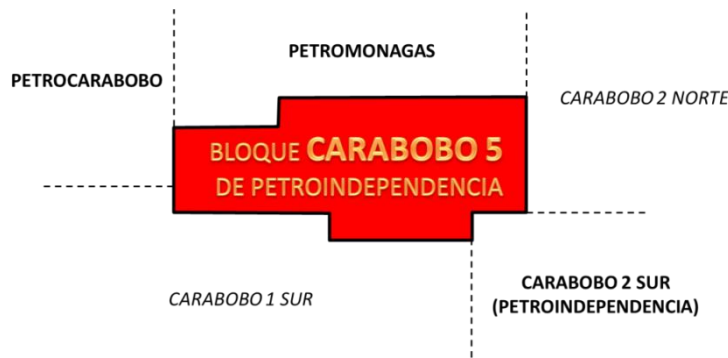 PETROMONAGAS
PETROCARABOBO
CARABOBO 2 NORTE
BLOQUE CARABOBO 5
DE PETROINDEPENDENCIA
CARABOBO 1 SUR
CARABOBO 2 SUR
(PETROINDEPENDENCIA)